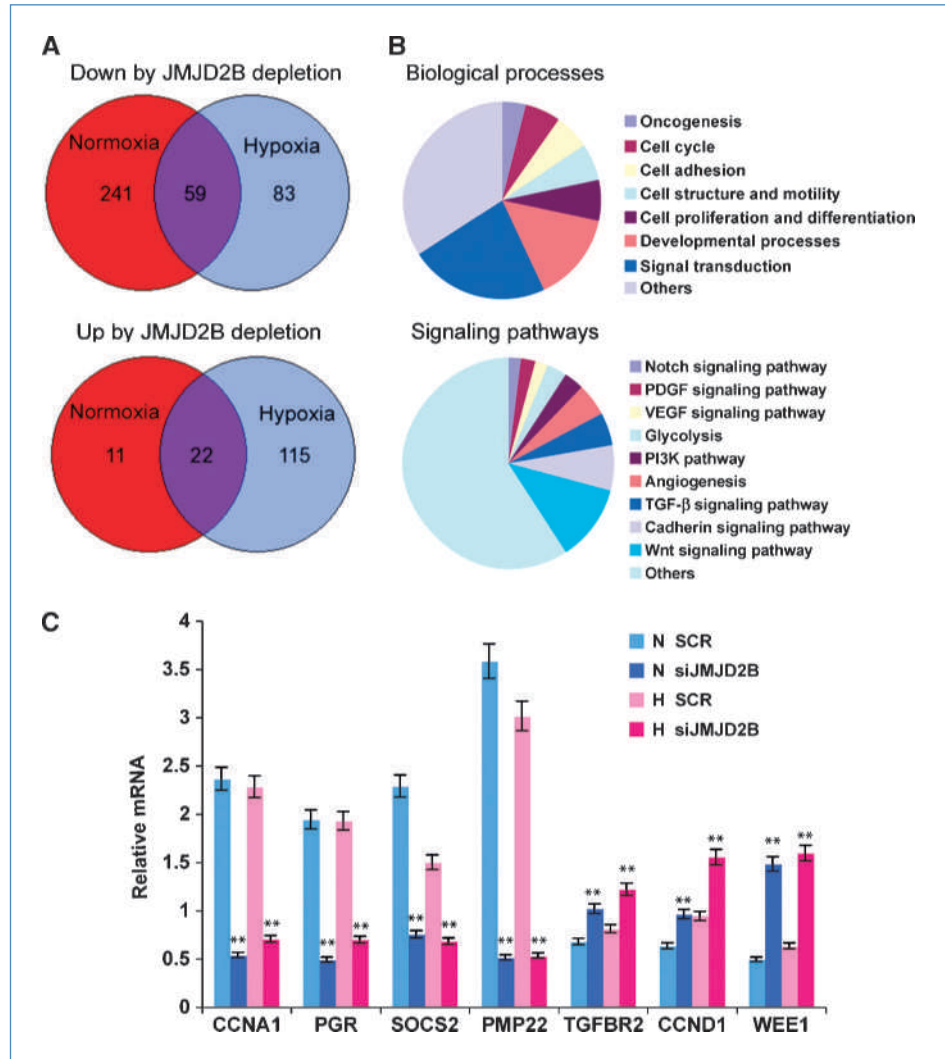 A
Down by JMJD2B depletion
Normoxia
Hypoxia
241
59
83
Up by JMJD2B depletion
Normoxia
Hypoxia
11
22
115
B
Biological processes
Oncogenesis
Cell cycle
Cell adhesion
Cell structure and motility
Cell proliferation and differentiation
Developmental processes
Signal transduction
Others
Signaling pathways
Notch signaling pathway
PDGF signaling pathway
VEGF signaling pathway
Glycolysis
PI3K pathway
Angiogenesis
TGF-β signaling pathway
Cadherin signaling pathway
Wnt signaling pathway
Others
C
Relative mRNA
4
3.5
3
2.5
2
1.5
1
0.5
0
N SCR
N siJMJD2B
H SCR
H siJMJD2B
** ** ** ** ** ** ** ** ** ** ** ** ** **
CCNA1 PGR SOCS2 PMP22 TGFBR2 CCND1 WEE1